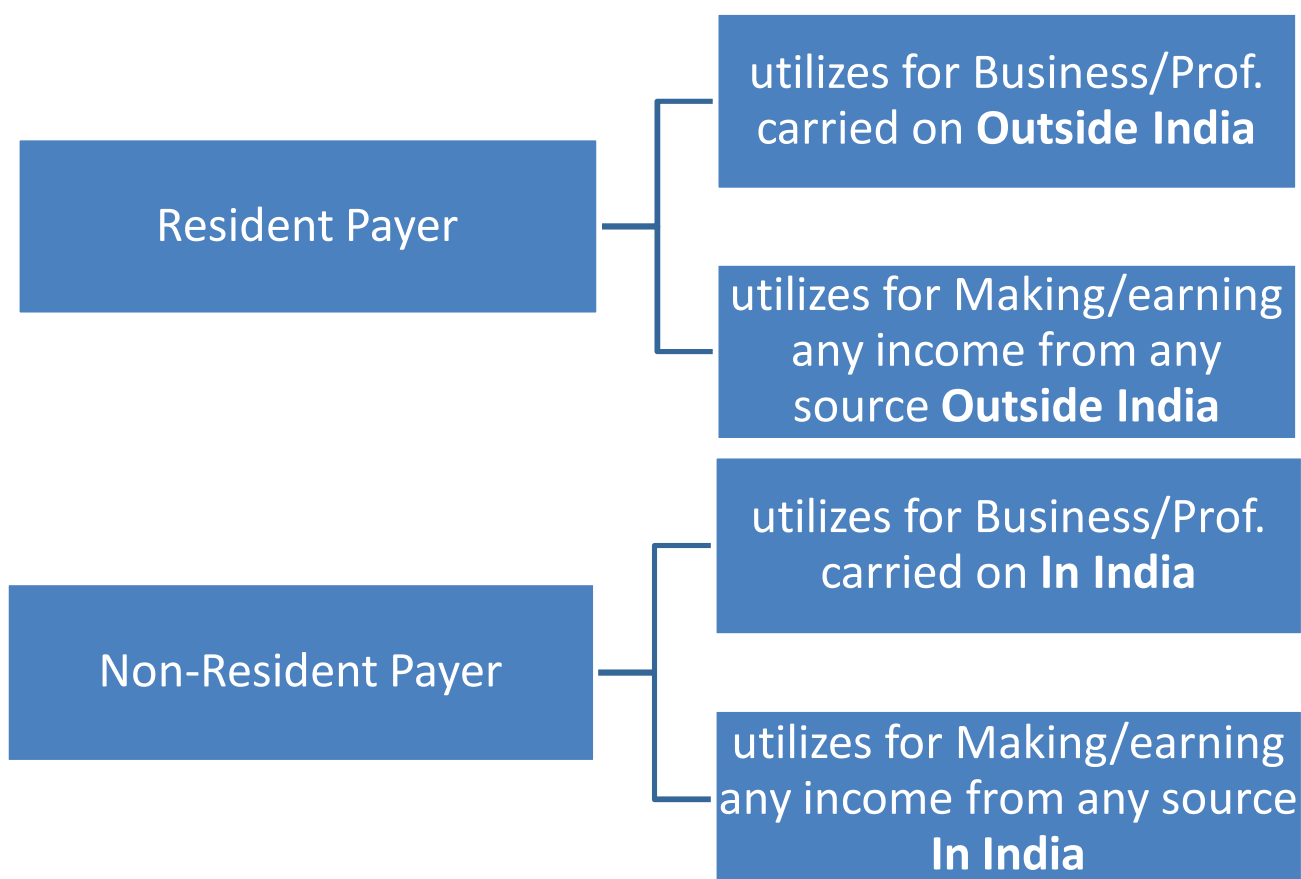 Resident Payer
utilizes for Business/Prof.
carried on Outside India
utilizes for Making/earning
any income from any
source Outside India
Non-Resident Payer
utilizes for Business/Prof.
carried on In India
utilizes for Making/earning
any income from any source
In India